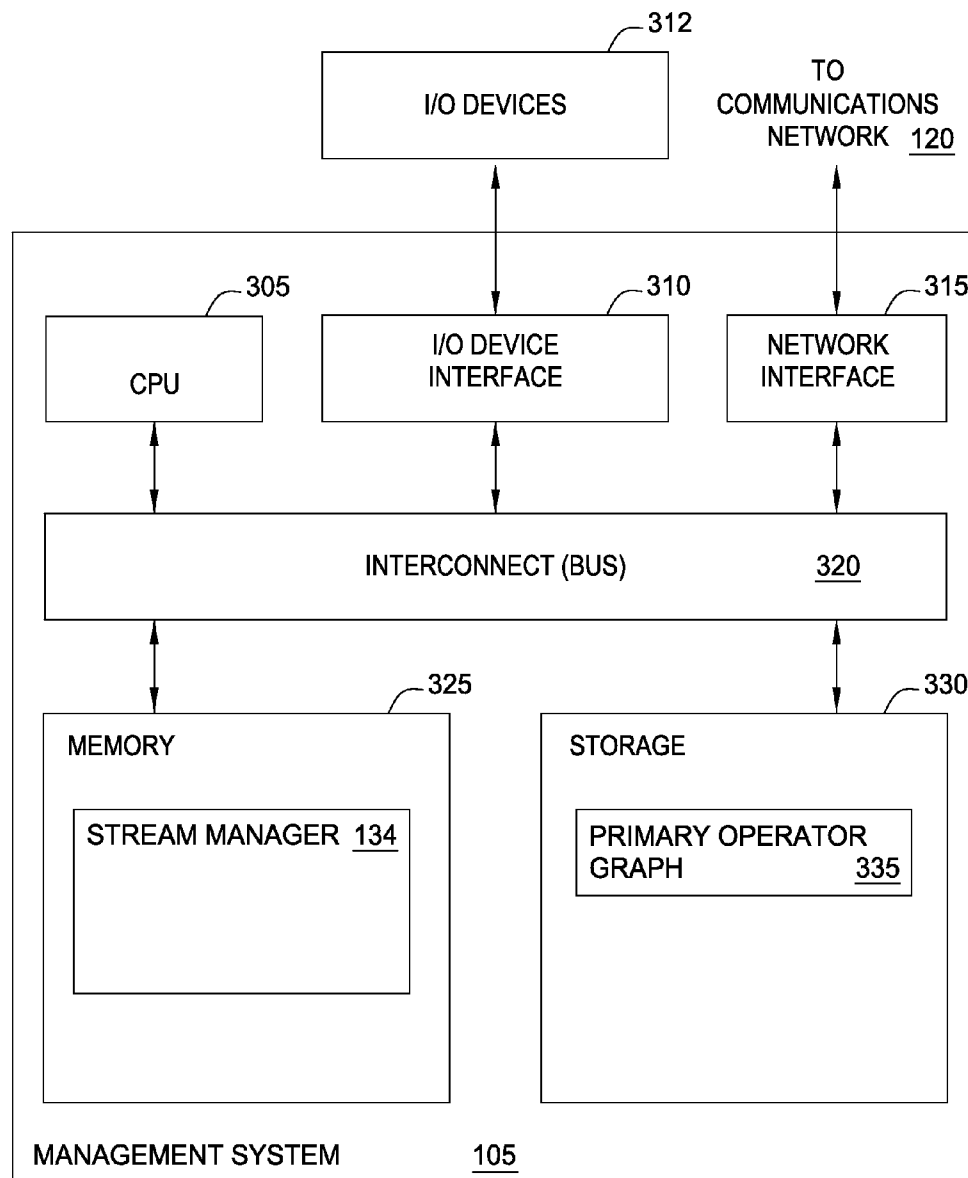 312
I/O DEVICES
TO
COMMUNICATIONS
NETWORK 120
305
CPU
310
I/O DEVICE
INTERFACE
315
NETWORK
INTERFACE
INTERCONNECT (BUS) 320
325
MEMORY
STREAM MANAGER 134
330
STORAGE
PRIMARY OPERATOR
GRAPH 335
MANAGEMENT SYSTEM 105